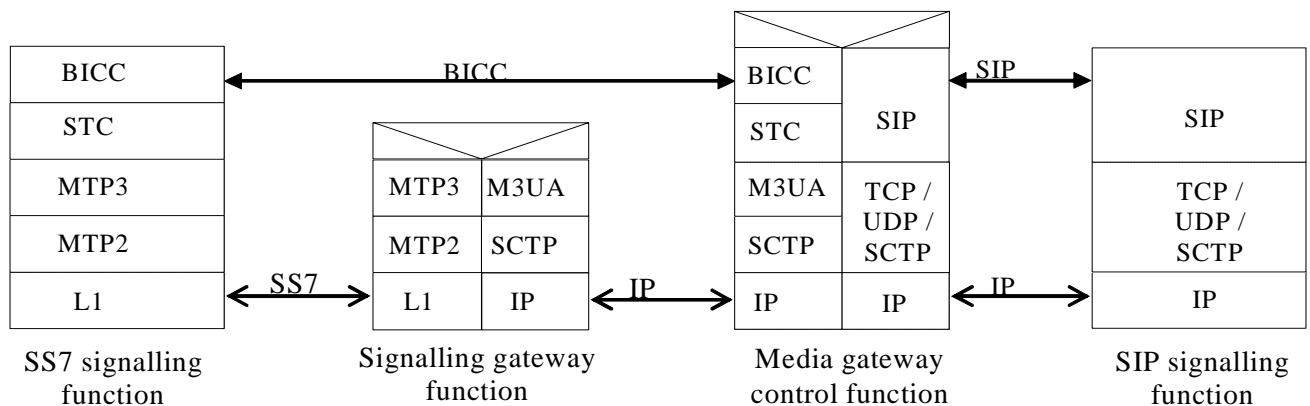 BICC
STC
MTP3
MTP2
L1
SS7 signalling
function
BICC
SS7
MTP3
M3UA
MTP2
SCTP
L1
IP
Signalling gateway
function
IP
BICC
STC
M3UA
SCTP
IP
SIP
TCP /
UDP /
SCTP
IP
Media gateway
control function
SIP
IP
SIP
TCP /
UDP /
SCTP
IP
SIP signalling
function